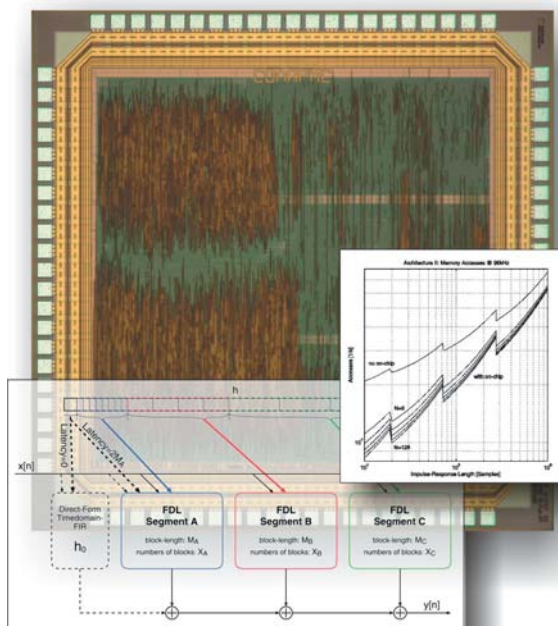 Architecture II: Memory Accesses @ 96kHz
Accesses [1/s]
no on-chip
with on-chip
N=0
N=128
Impulse-Response Length [Samples]
h
Latency=0
Latency=2MA
x[n]
Direct-Form
Timedomain-
FIR
h0
FDL
Segment A
block-length: MA
numbers of blocks: XA
FDL
Segment B
block-length: MB
numbers of blocks: XB
FDL
Segment C
block-length: MC
numbers of blocks: XC
y[n]